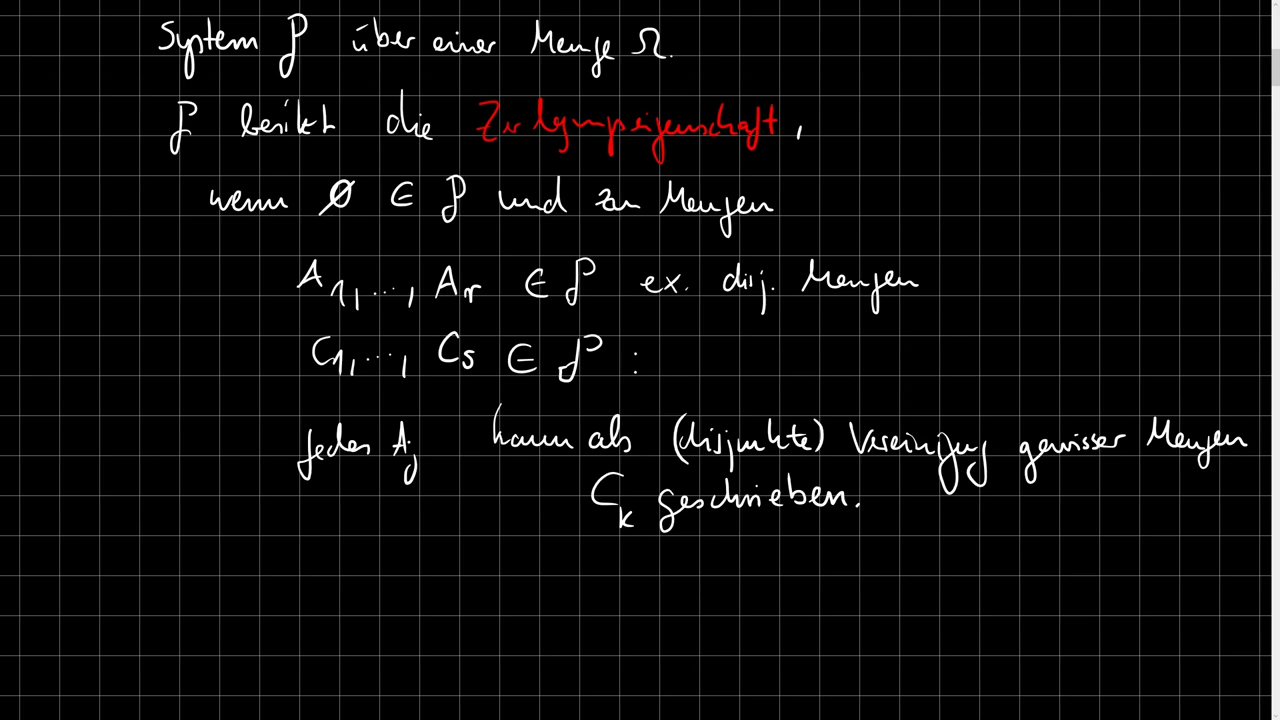 System 𝒫 über einer Menge Ω.
𝒫 besitzt die Zerlegungseigenschaft,
wenn ∅ ∈ 𝒫 und zu Mengen
A₁, ..., Aᵣ ∈ 𝒫 ex. disj. Mengen
C₁, ..., Cₛ ∈ 𝒫 :
jedes Aⱼ kann als (disjunkte) Vereinigung gewisser Mengen
Cₖ geschrieben.